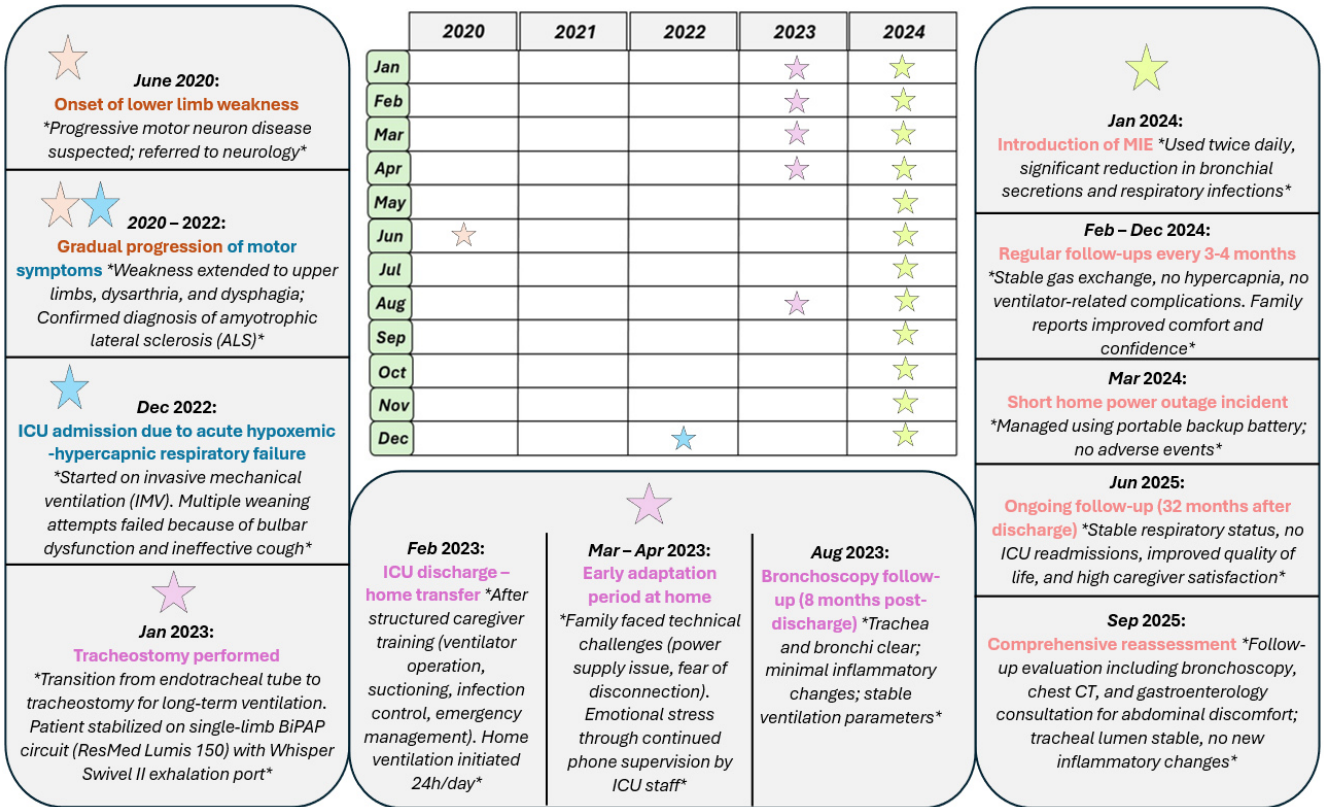 June 2020:
Onset of lower limb weakness
*Progressive motor neuron disease
suspected; referred to neurology*
2020 – 2022:
Gradual progression of motor
symptoms *Weakness extended to upper
limbs, dysarthria, and dysphagia;
Confirmed diagnosis of amyotrophic
lateral sclerosis (ALS)*
Dec 2022:
ICU admission due to acute hypoxemic
-hypercapnic respiratory failure
*Started on invasive mechanical
ventilation (IMV). Multiple weaning
attempts failed because of bulbar
dysfunction and ineffective cough*
Jan 2023:
Tracheostomy performed
*Transition from endotracheal tube to
tracheostomy for long-term ventilation.
Patient stabilized on single-limb BiPAP
circuit (ResMed Lumis 150) with Whisper
Swivel II exhalation port*
2020 2021 2022 2023 2024
Jan
Feb
Mar
Apr
May
Jun
Jul
Aug
Sep
Oct
Nov
Dec
Feb 2023:
ICU discharge –
home transfer *After
structured caregiver
training (ventilator
operation,
suctioning, infection
control, emergency
management). Home
ventilation initiated
24h/day*
Mar – Apr 2023:
Early adaptation
period at home
*Family faced technical
challenges (power
supply issue, fear of
disconnection).
Emotional stress
through continued
phone supervision by
ICU staff*
Aug 2023:
Bronchoscopy follow-
up (8 months post-
discharge) *Trachea
and bronchi clear;
minimal inflammatory
changes; stable
ventilation parameters*
Jan 2024:
Introduction of MIE *Used twice daily,
significant reduction in bronchial
secretions and respiratory infections*
Feb – Dec 2024:
Regular follow-ups every 3-4 months
*Stable gas exchange, no hypercapnia, no
ventilator-related complications. Family
reports improved comfort and
confidence*
Mar 2024:
Short home power outage incident
*Managed using portable backup battery;
no adverse events*
Jun 2025:
Ongoing follow-up (32 months after
discharge) *Stable respiratory status, no
ICU readmissions, improved quality of
life, and high caregiver satisfaction*
Sep 2025:
Comprehensive reassessment *Follow-
up evaluation including bronchoscopy,
chest CT, and gastroenterology
consultation for abdominal discomfort;
tracheal lumen stable, no new
inflammatory changes*